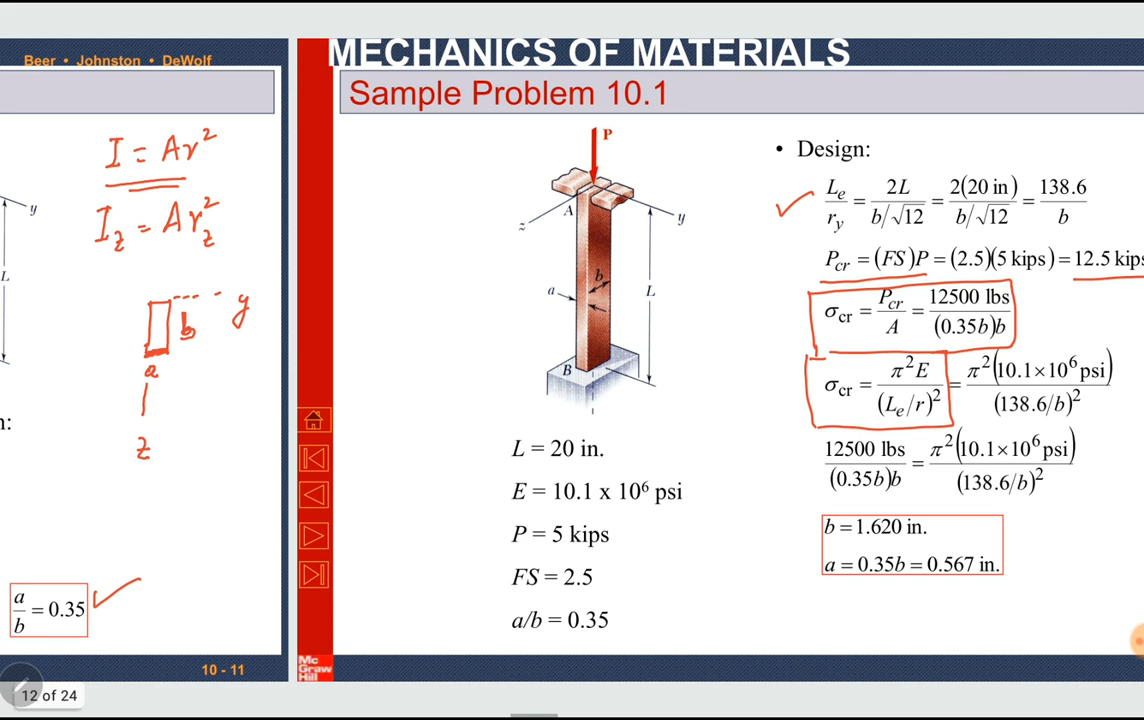 Beer • Johnston • DeWolf
I = Ar²
I_z = Ar_z²
y
L
y
b
a
z
n:
a/b = 0.35
10 - 11
12 of 24
MECHANICS OF MATERIALS
Sample Problem 10.1
P
A
z
y
b
a
L
B
L = 20 in.
E = 10.1 x 10⁶ psi
P = 5 kips
FS = 2.5
a/b = 0.35
• Design:
L_e/r_y = 2L/(b/√12) = 2(20 in)/(b/√12) = 138.6/b
P_cr = (FS)P = (2.5)(5 kips) = 12.5 kips
σ_cr = P_cr/A = 12500 lbs/(0.35b)b
σ_cr = π²E/(L_e/r)² = π²(10.1×10⁶ psi)/(138.6/b)²
12500 lbs/(0.35b)b = π²(10.1×10⁶ psi)/(138.6/b)²
b = 1.620 in.
a = 0.35b = 0.567 in.
Mc
Graw
Hill